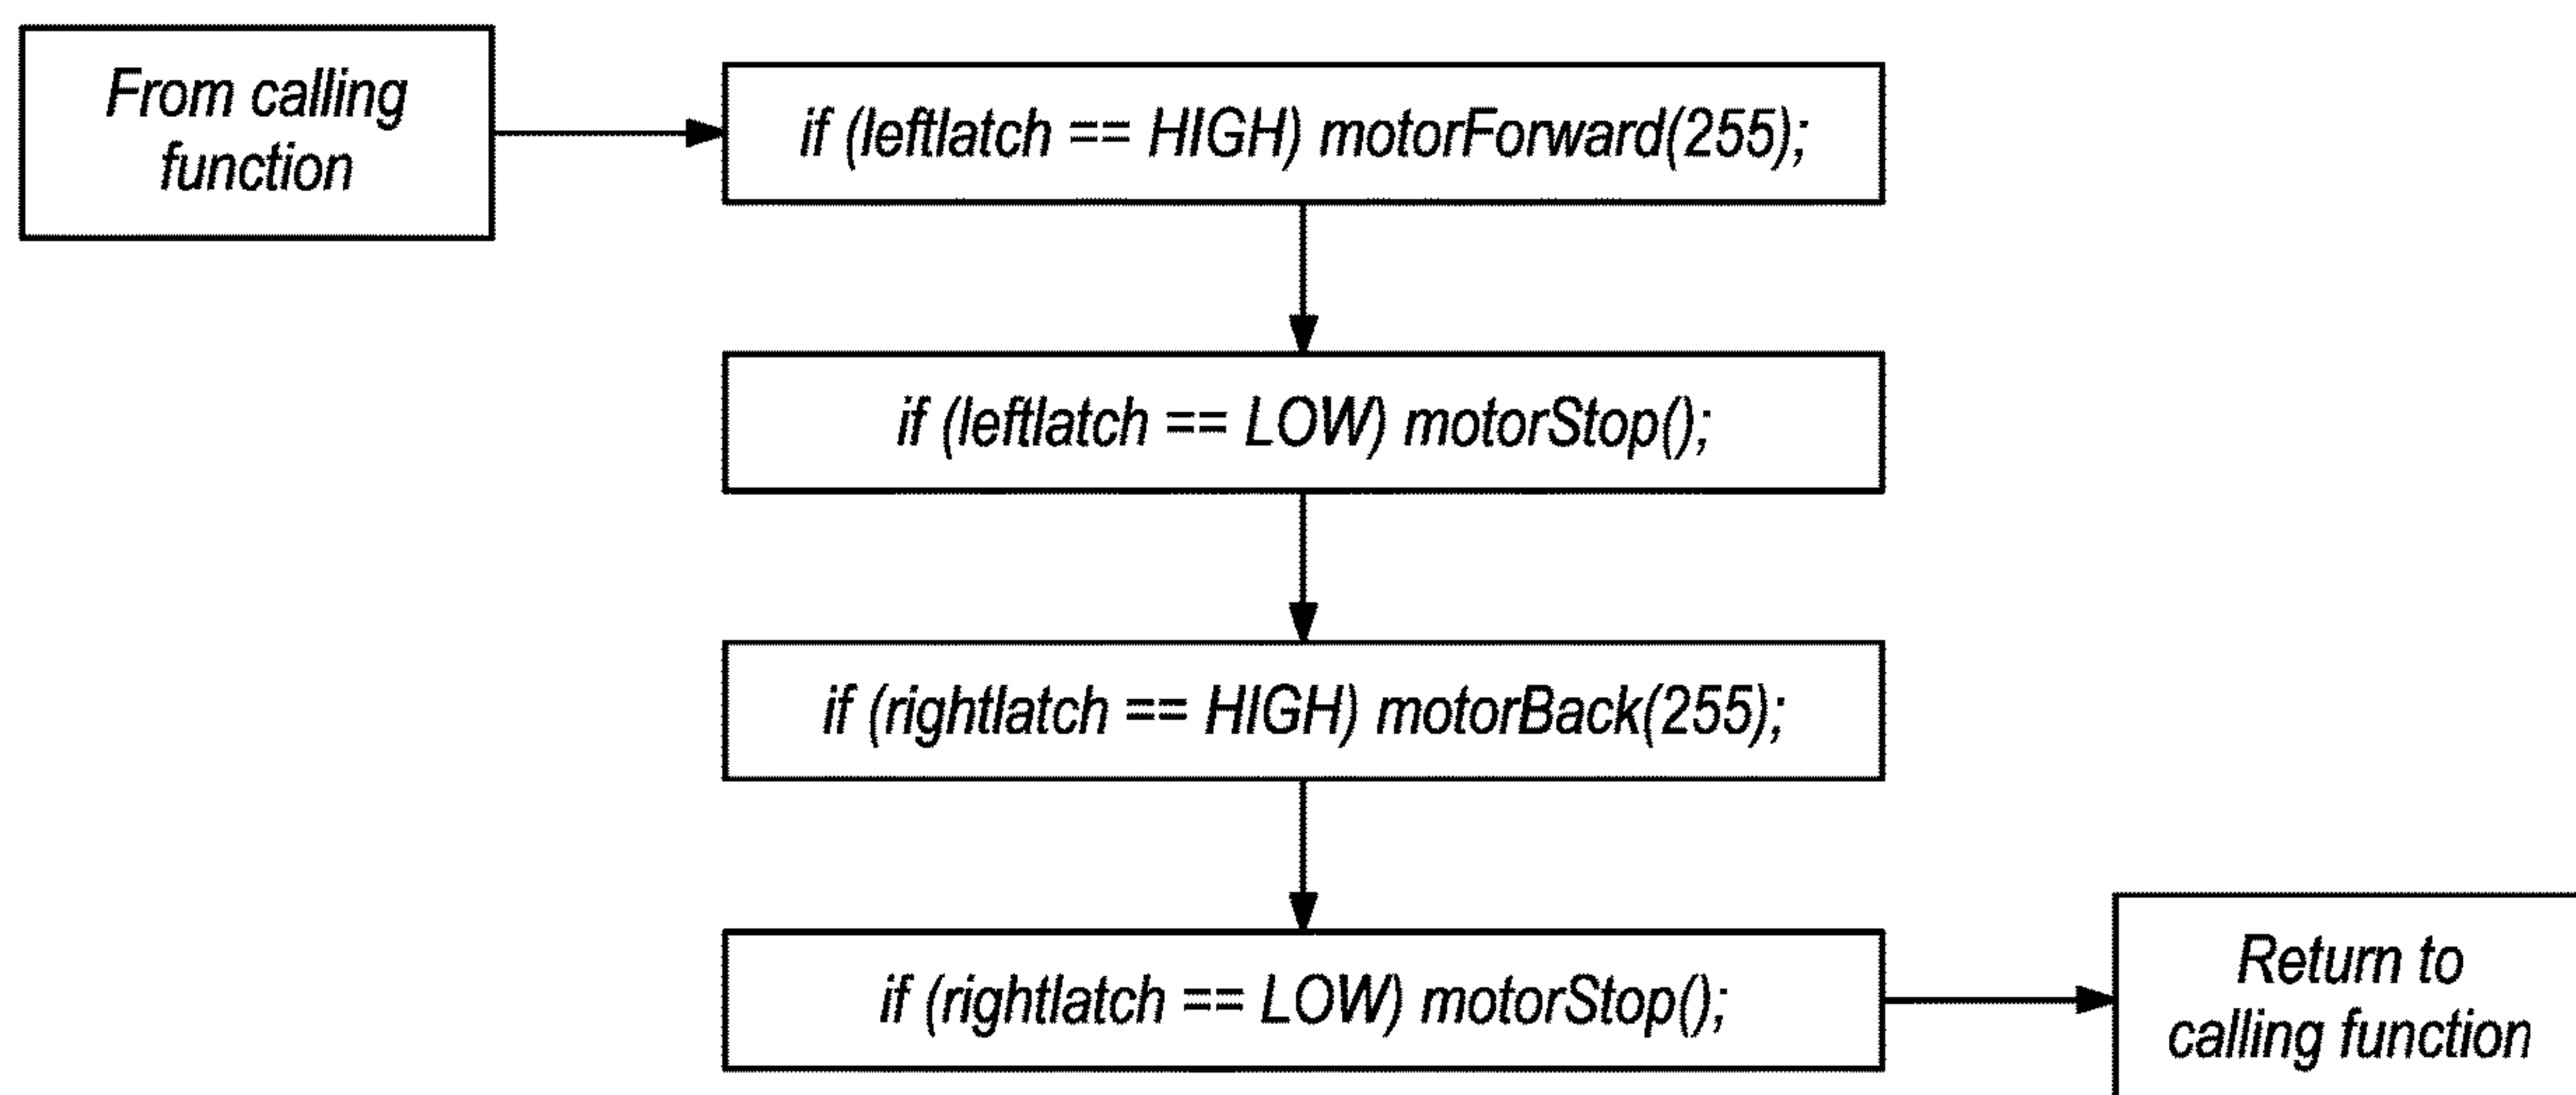 From calling
function
if (leftlatch == HIGH) motorForward(255);
if (leftlatch == LOW) motorStop();
if (rightlatch == HIGH) motorBack(255);
if (rightlatch == LOW) motorStop();
Return to
calling function